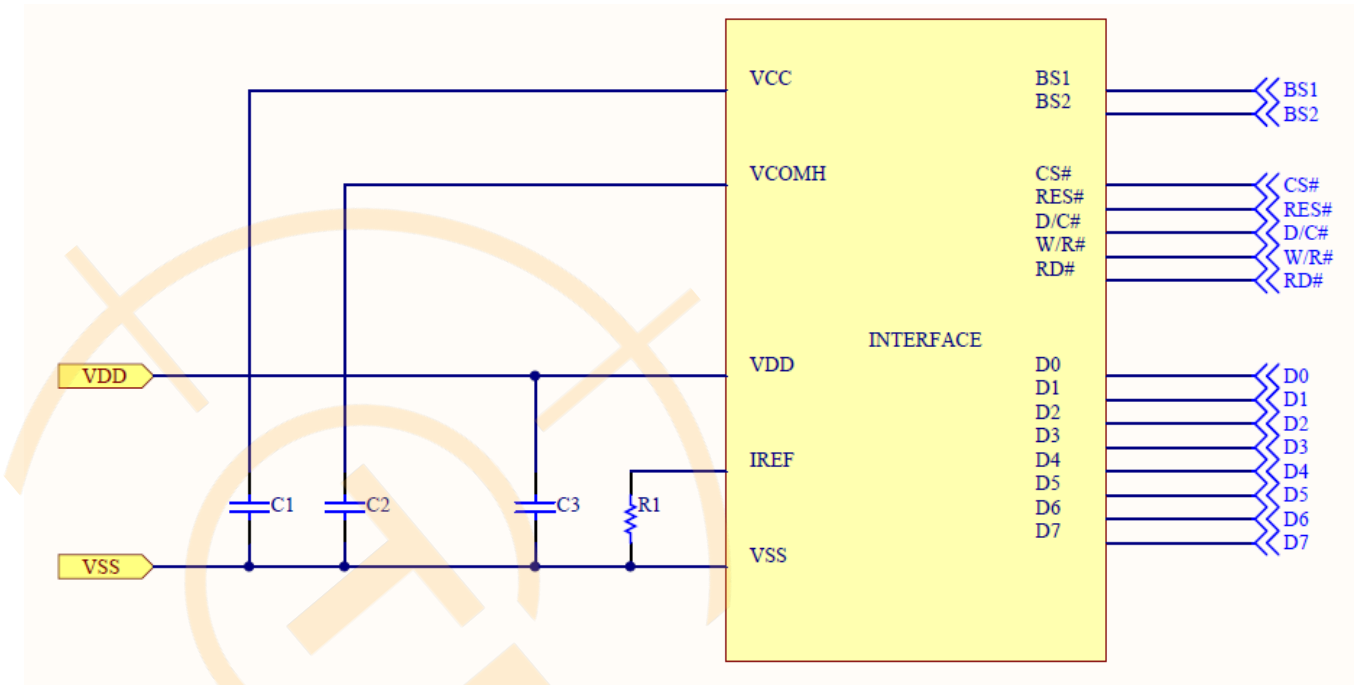 VCC BS1 BS1
BS2 BS2
VCOMH CS# CS#
RES# RES#
D/C# D/C#
W/R# W/R#
RD# RD#
INTERFACE
VDD VDD D0 D0
D1 D1
D2 D2
D3 D3
IREF D4 D4
C1 C2 C3 R1 D5 D5
D6 D6
D7 D7
VSS VSS